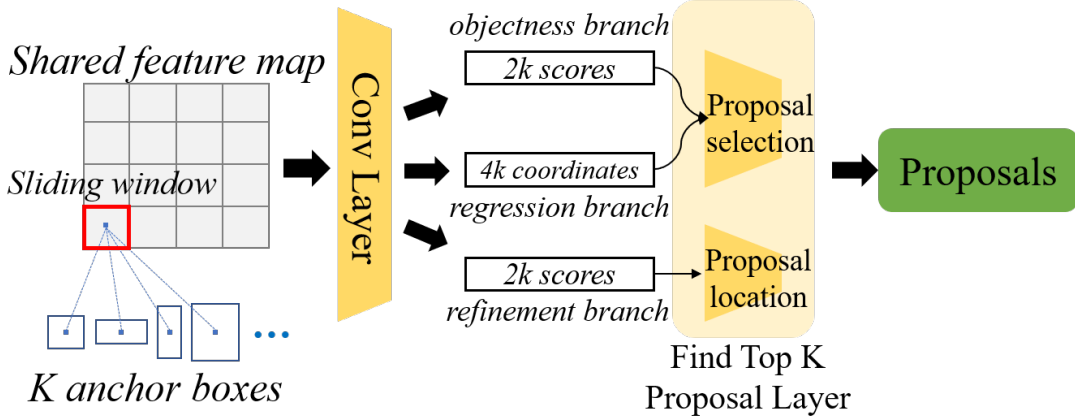 Shared feature map
Sliding window
K anchor boxes
Conv Layer
objectness branch
2k scores
4k coordinates
regression branch
2k scores
refinement branch
Proposal
selection
Proposal
location
Find Top K
Proposal Layer
Proposals